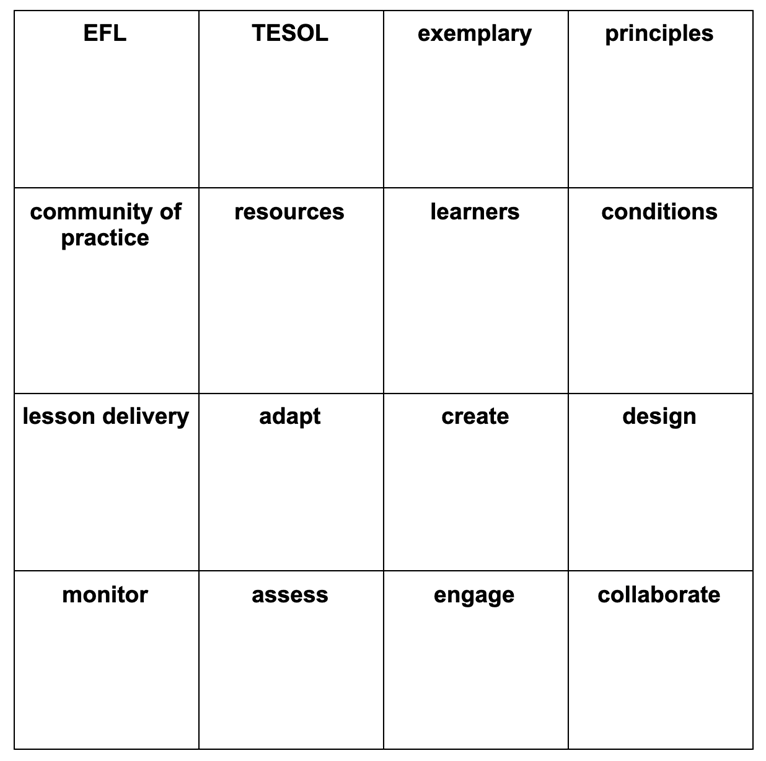 EFL
TESOL
exemplary
principles
community of
practice
resources
learners
conditions
lesson delivery
adapt
create
design
monitor
assess
engage
collaborate